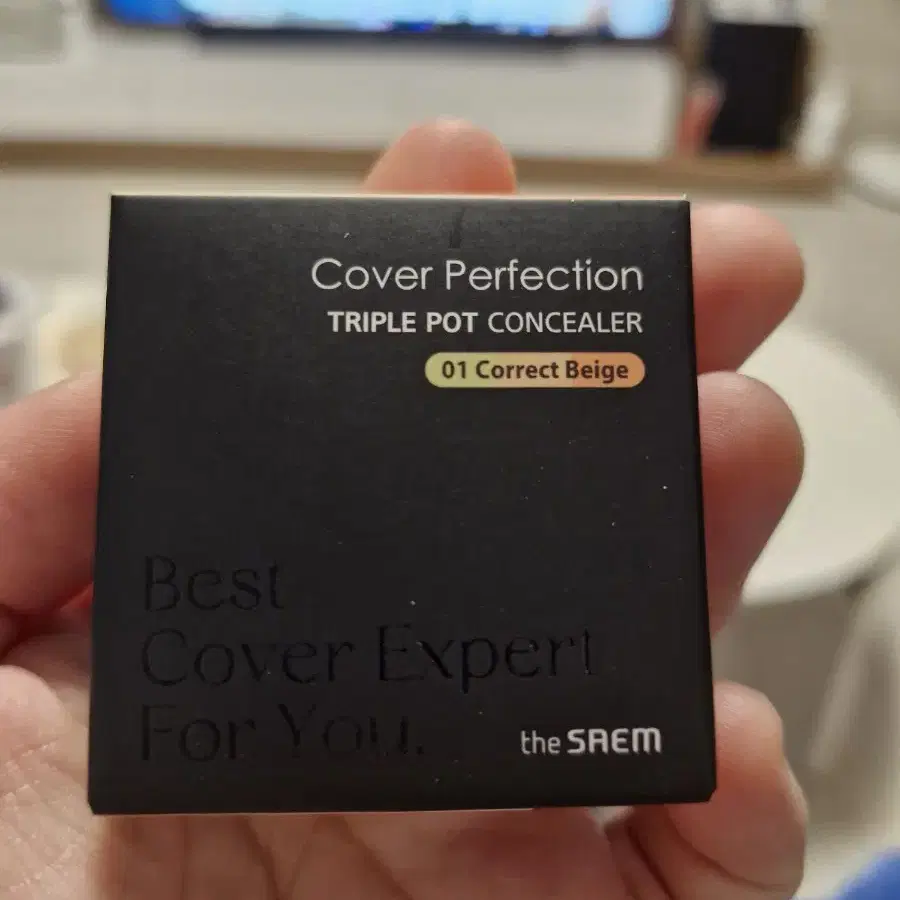 Cover Perfection
TRIPLE POT CONCEALER
01 Correct Beige
Best
Cover Expert
For You.
the SAEM